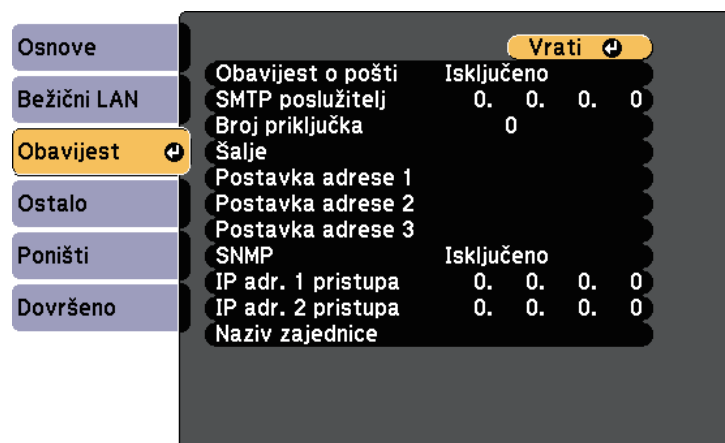 Osnove
Bežični LAN
Obavijest
Ostalo
Poništi
Dovršeno
Vrati
Obavijest o pošti Isključeno
SMTP poslužitelj 0. 0. 0. 0
Broj priključka 0
Šalje
Postavka adrese 1
Postavka adrese 2
Postavka adrese 3
SNMP Isključeno
IP adr. 1 pristupa 0. 0. 0. 0
IP adr. 2 pristupa 0. 0. 0. 0
Naziv zajednice